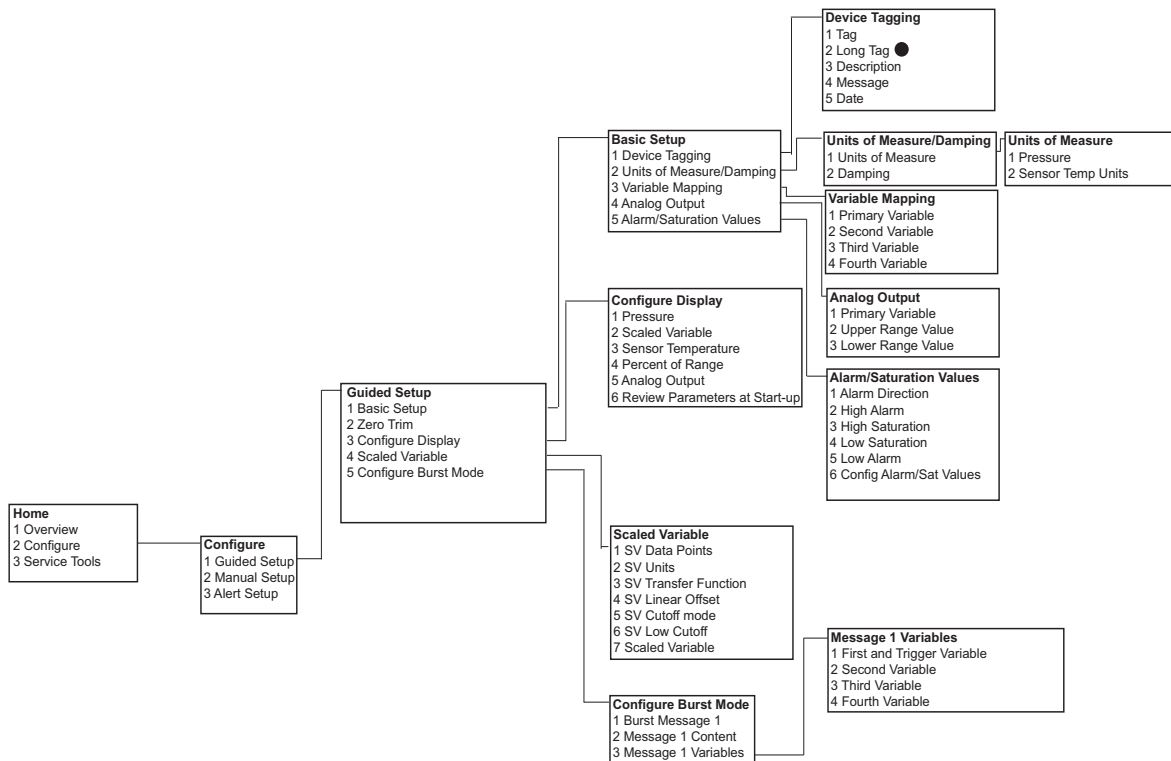 Home
1 Overview
2 Configure
3 Service Tools
Configure
1 Guided Setup
2 Manual Setup
3 Alert Setup
Guided Setup
1 Basic Setup
2 Zero Trim
3 Configure Display
4 Scaled Variable
5 Configure Burst Mode
Basic Setup
1 Device Tagging
2 Units of Measure/Damping
3 Variable Mapping
4 Analog Output
5 Alarm/Saturation Values
Device Tagging
1 Tag
2 Long Tag
3 Description
4 Message
5 Date
Units of Measure/Damping
1 Units of Measure
2 Damping
Units of Measure
1 Pressure
2 Sensor Temp Units
Variable Mapping
1 Primary Variable
2 Second Variable
3 Third Variable
4 Fourth Variable
Analog Output
1 Primary Variable
2 Upper Range Value
3 Lower Range Value
Alarm/Saturation Values
1 Alarm Direction
2 High Alarm
3 High Saturation
4 Low Saturation
5 Low Alarm
6 Config Alarm/Sat Values
Configure Display
1 Pressure
2 Scaled Variable
3 Sensor Temperature
4 Percent of Range
5 Analog Output
6 Review Parameters at Start-up
Scaled Variable
1 SV Data Points
2 SV Units
3 SV Transfer Function
4 SV Linear Offset
5 SV Cutoff mode
6 SV Low Cutoff
7 Scaled Variable
Configure Burst Mode
1 Burst Message 1
2 Message 1 Content
3 Message 1 Variables
Message 1 Variables
1 First and Trigger Variable
2 Second Variable
3 Third Variable
4 Fourth Variable